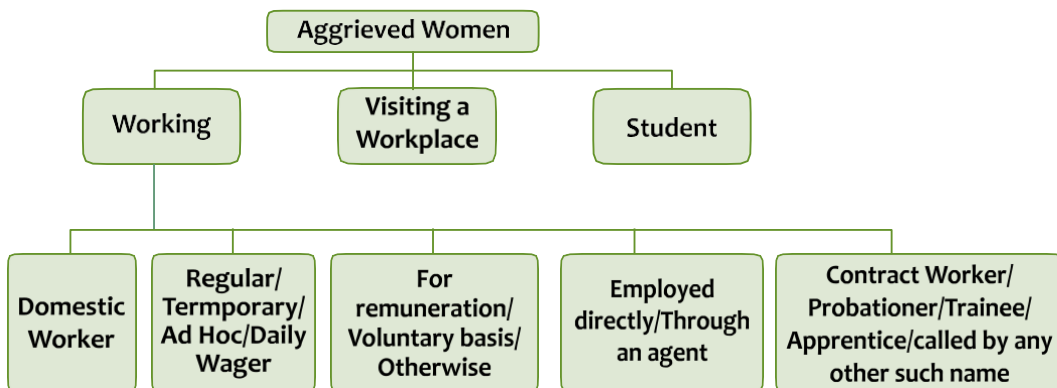 Aggrieved Women
Working
Visiting a
Workplace
Student
Domestic
Worker
Regular/
Termporary/
Ad Hoc/Daily
Wager
For
remuneration/
Voluntary basis/
Otherwise
Employed
directly/Through
an agent
Contract Worker/
Probationer/Trainee/
Apprentice/called by any
other such name